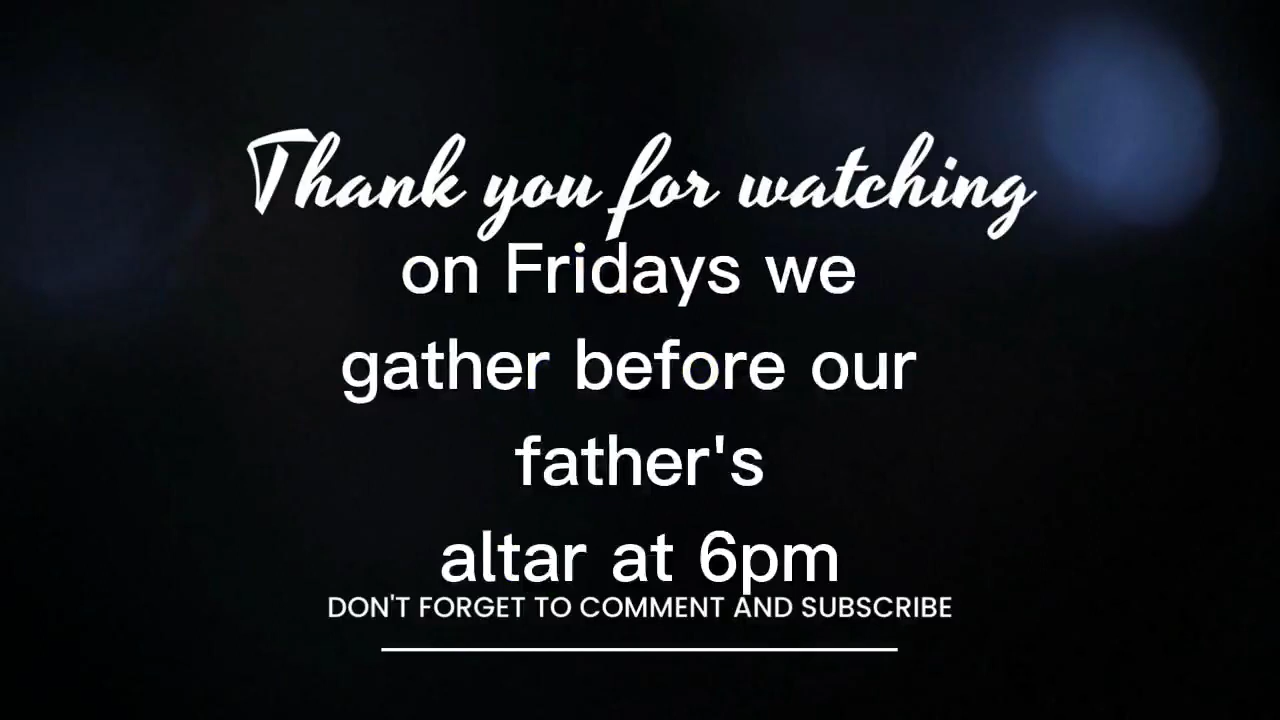 Thank you for watching
on Fridays we
gather before our
father's
altar at 6pm
DON'T FORGET TO COMMENT AND SUBSCRIBE